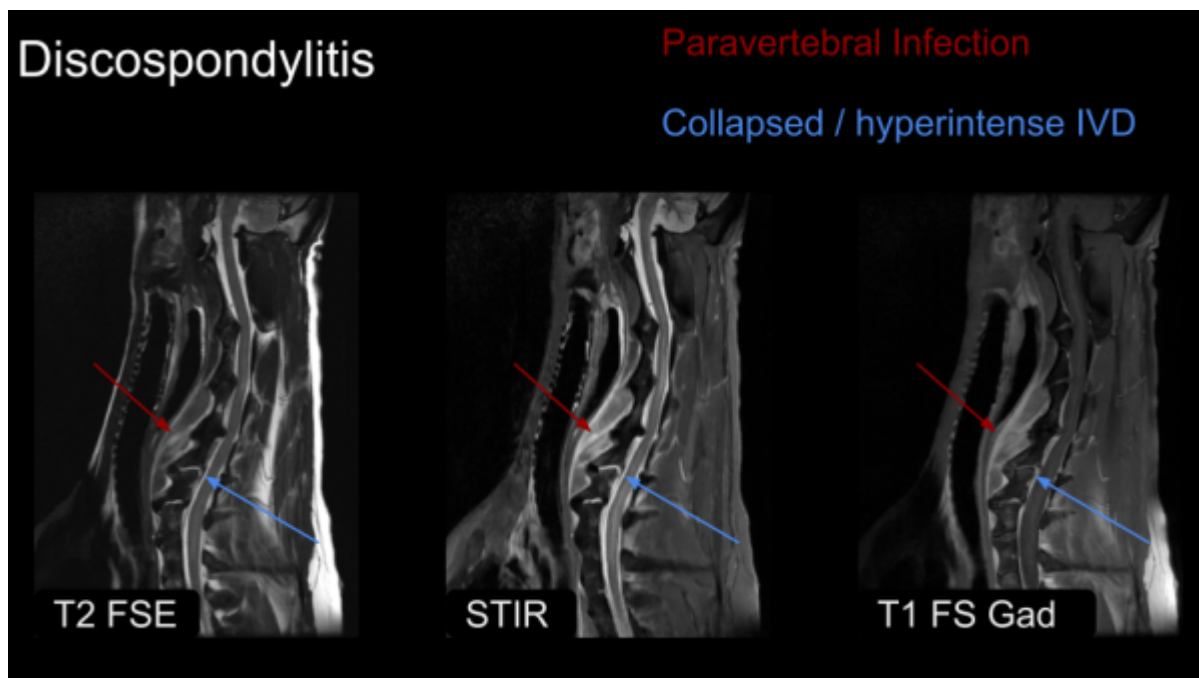 Discospondylitis
Paravertebral Infection
Collapsed / hyperintense IVD
T2 FSE
STIR
T1 FS Gad